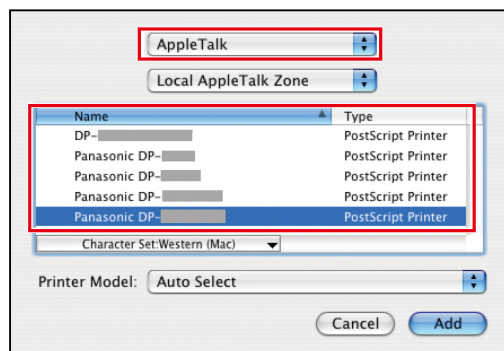 AppleTalk
Local AppleTalk Zone
Name Type
DP- PostScript Printer
Panasonic DP- PostScript Printer
Panasonic DP- PostScript Printer
Panasonic DP- PostScript Printer
Panasonic DP- PostScript Printer
Character Set:Western (Mac)
Printer Model: Auto Select
Cancel Add